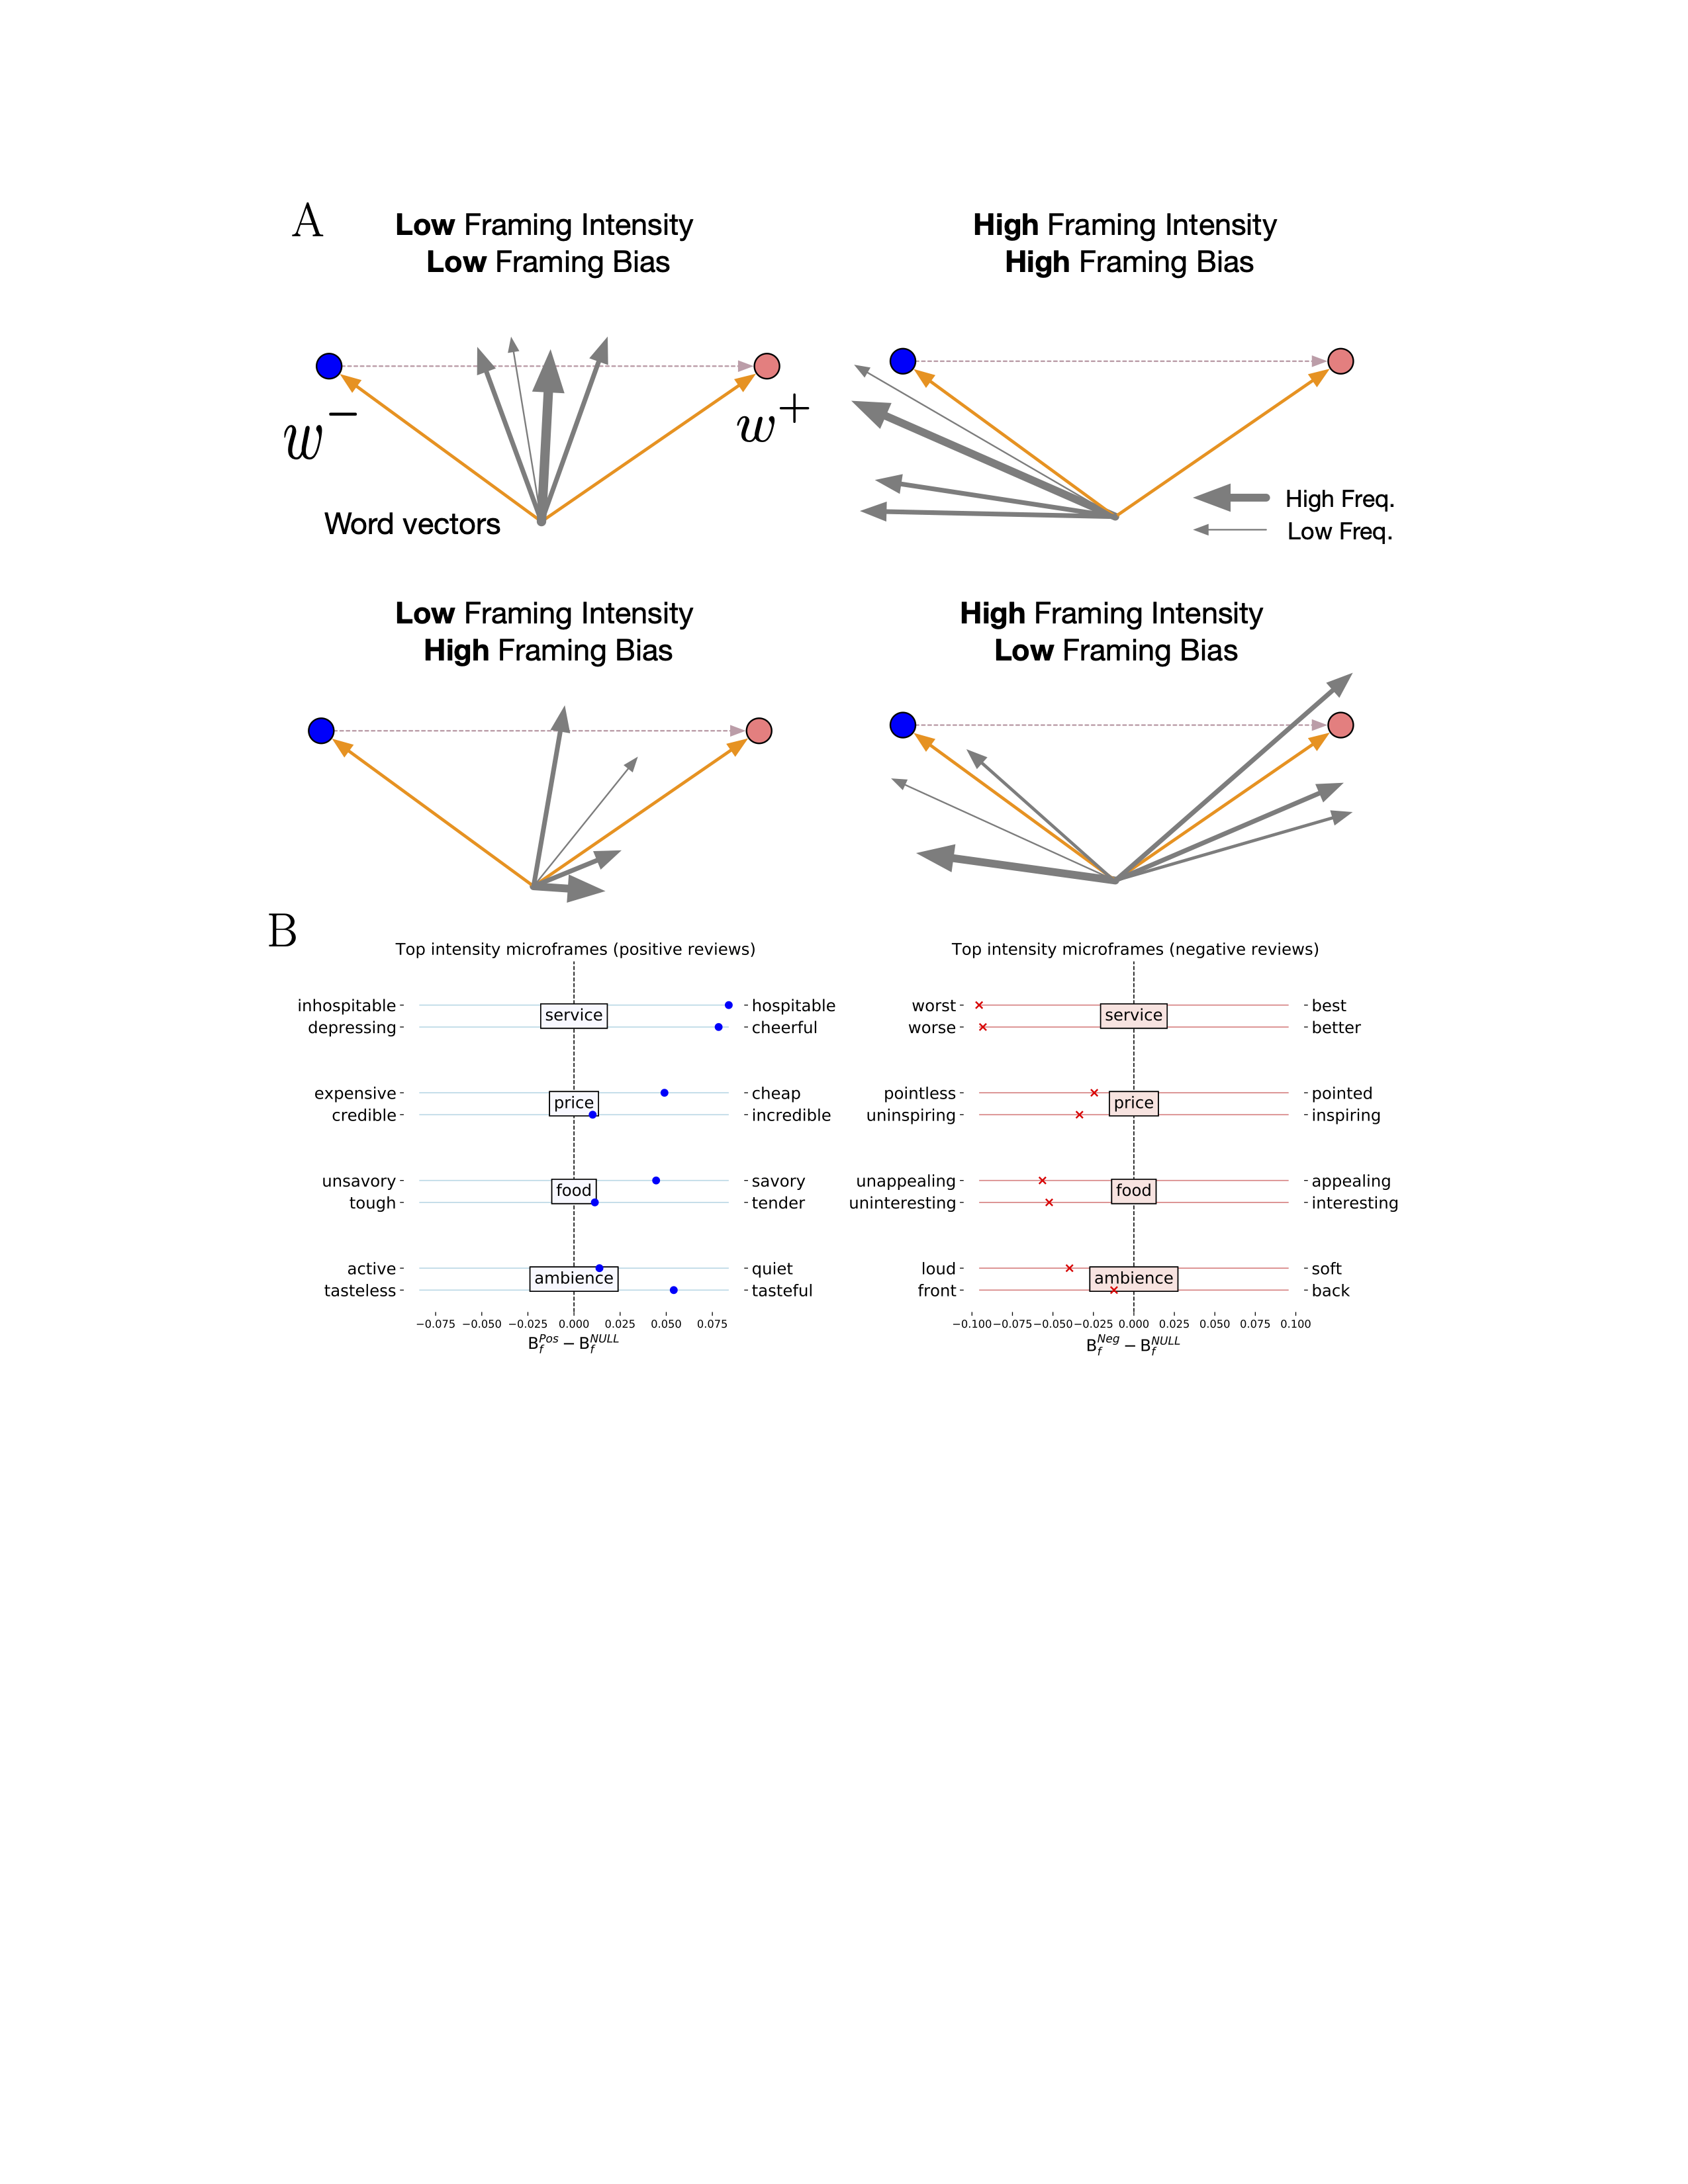 A
Low Framing Intensity
Low Framing Bias
High Framing Intensity
High Framing Bias
w−
w+
Word vectors
High Freq.
Low Freq.
Low Framing Intensity
High Framing Bias
High Framing Intensity
Low Framing Bias
B
Top intensity microframes (positive reviews)
inhospitable
hospitable
service
depressing
cheerful
expensive
cheap
price
credible
incredible
unsavory
savory
food
tough
tender
active
quiet
ambience
tasteless
tasteful
−0.075 −0.050 −0.025 0.000 0.025 0.050 0.075
B_f^Pos − B_f^NULL
Top intensity microframes (negative reviews)
worst
best
service
worse
better
pointless
pointed
price
uninspiring
inspiring
unappealing
appealing
food
uninteresting
interesting
loud
soft
ambience
front
back
−0.100 −0.075 −0.050 −0.025 0.000 0.025 0.050 0.075 0.100
B_f^Neg − B_f^NULL